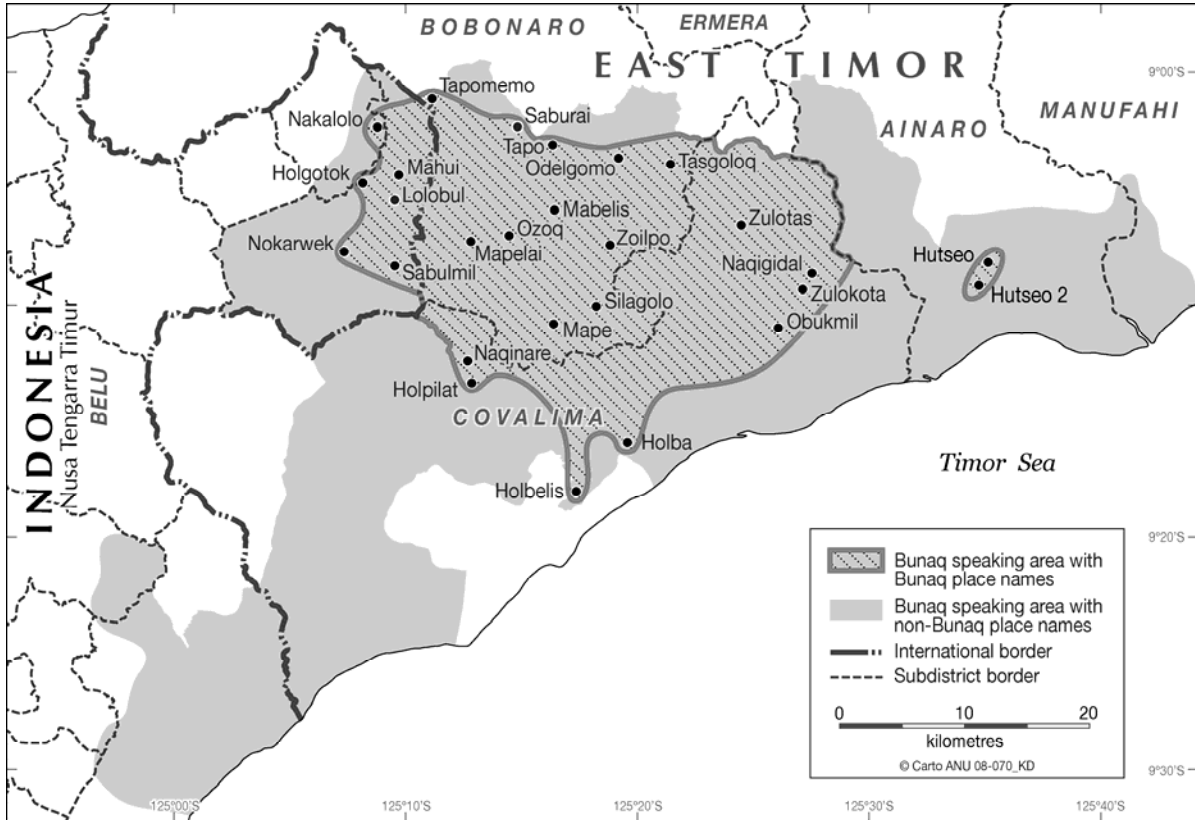 BOBONARO
ERMERA
EAST TIMOR
9°00'S
MANUFAHI
AINARO
Tapomemo
Nakalolo
Saburai
Tapo
Odelgomo
Tasgoloq
Holgotok
Mahui
Lolobul
Mabelis
Zulotas
Nokarwek
Ozoq
Mapelai
Zoilpo
Sabulmil
Naqigidal
Hutseo
Zulokota
Hutseo 2
Silagolo
Obukmil
Mape
INDONESIA
Nusa Tengarra Timur
BELU
Naqinare
Holpilat
COVALIMA
Holba
Timor Sea
Holbelis
9°20'S
Bunaq speaking area with
Bunaq place names
Bunaq speaking area with
non-Bunaq place names
International border
Subdistrict border
0 10 20
kilometres
© Carto ANU 08-070_KD
9°30'S
125°00'S 125°10'S 125°20'S 125°30'S 125°40'S